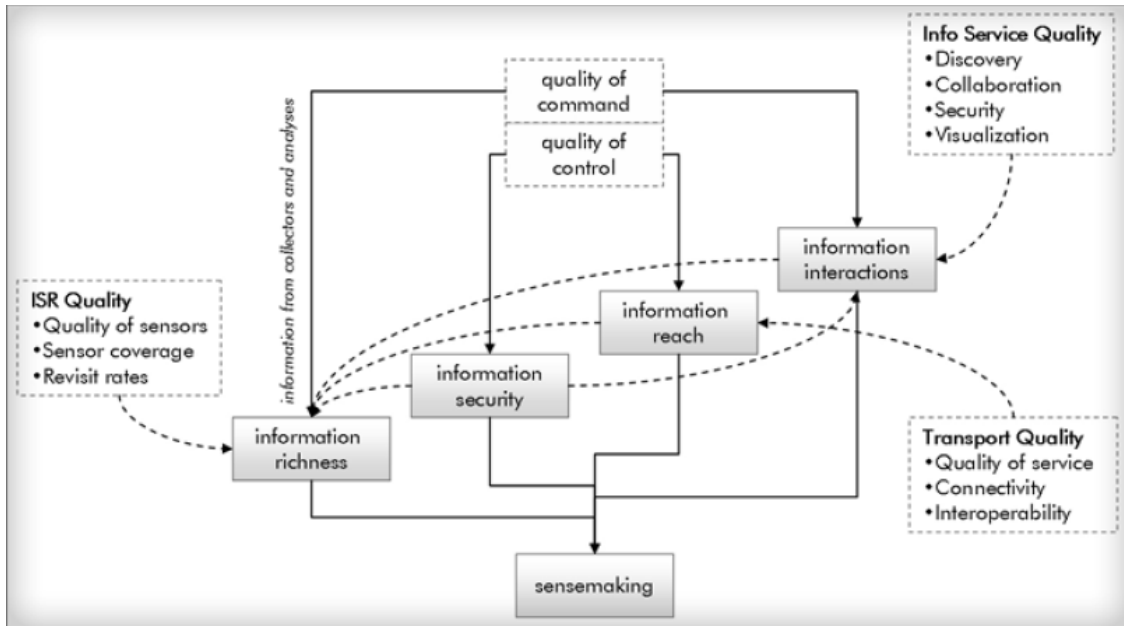 Info Service Quality
•Discovery
•Collaboration
•Security
•Visualization
quality of
command
quality of
control
information from collectors and analyses
information
interactions
ISR Quality
•Quality of sensors
•Sensor coverage
•Revisit rates
information
reach
information
security
information
richness
Transport Quality
•Quality of service
•Connectivity
•Interoperability
sensemaking